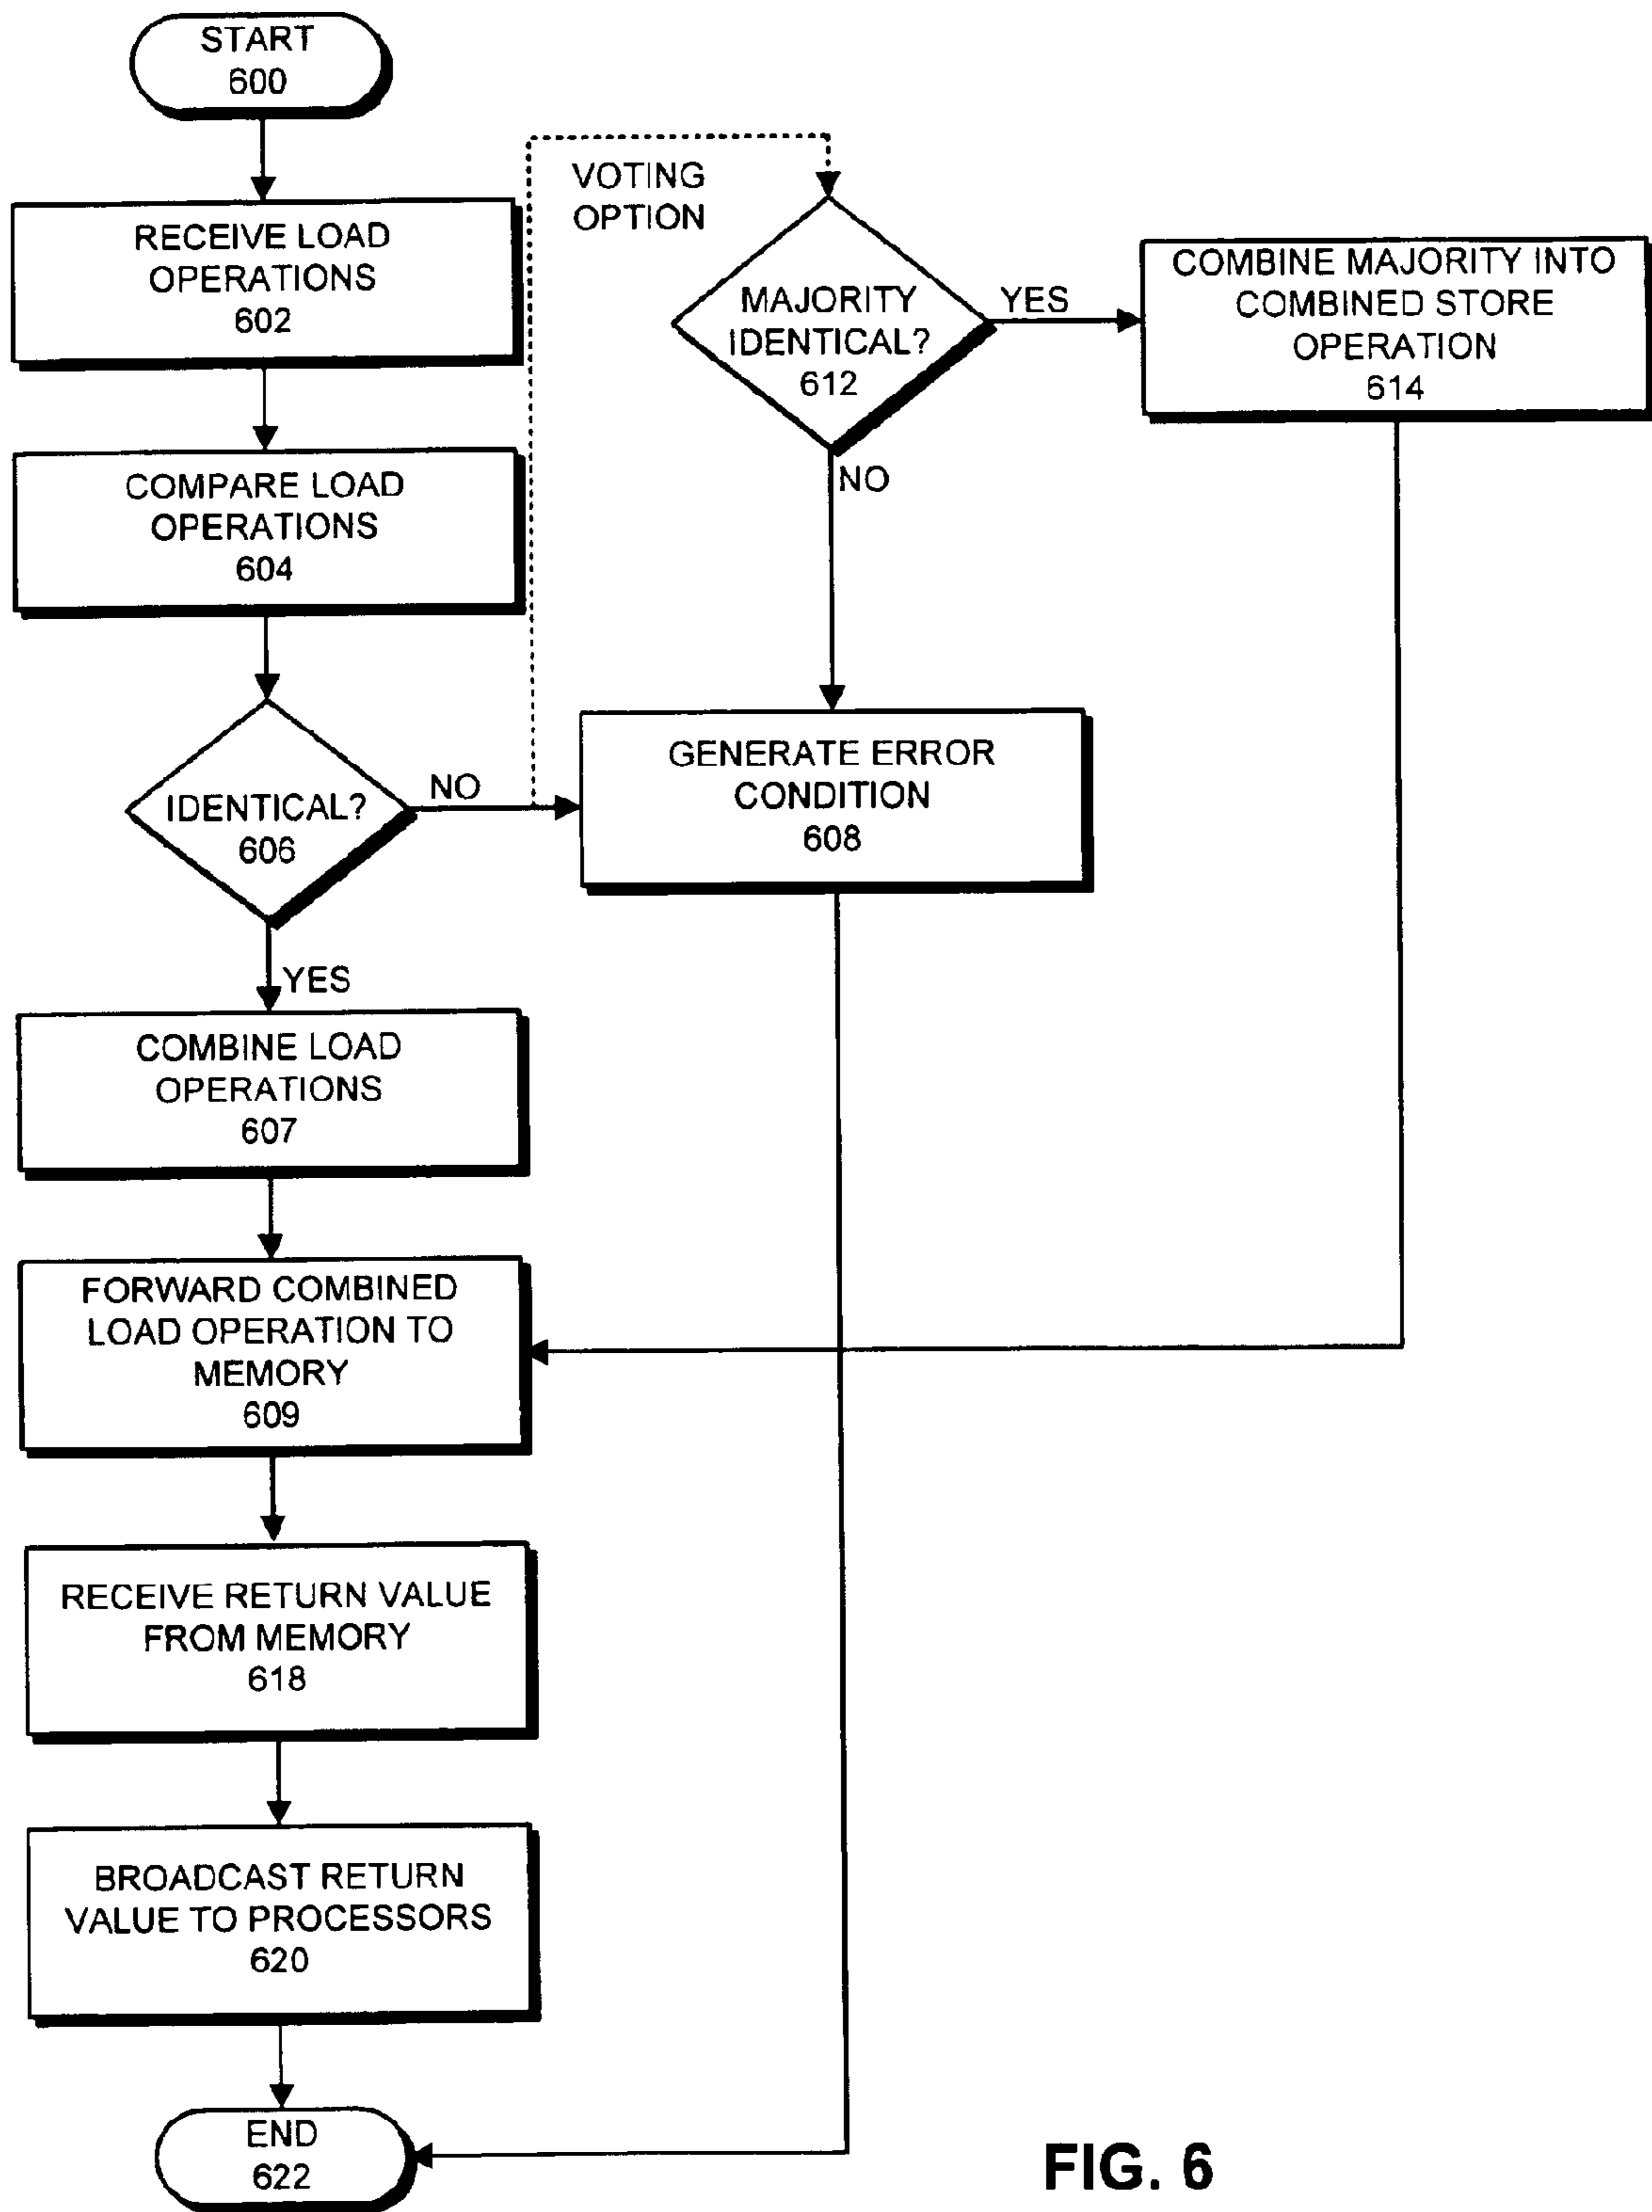 START
600
RECEIVE LOAD
OPERATIONS
602
COMPARE LOAD
OPERATIONS
604
IDENTICAL?
606
NO
YES
VOTING
OPTION
MAJORITY
IDENTICAL?
612
YES
NO
COMBINE MAJORITY INTO
COMBINED STORE
OPERATION
614
GENERATE ERROR
CONDITION
608
COMBINE LOAD
OPERATIONS
607
FORWARD COMBINED
LOAD OPERATION TO
MEMORY
609
RECEIVE RETURN VALUE
FROM MEMORY
618
BROADCAST RETURN
VALUE TO PROCESSORS
620
END
622
FIG. 6